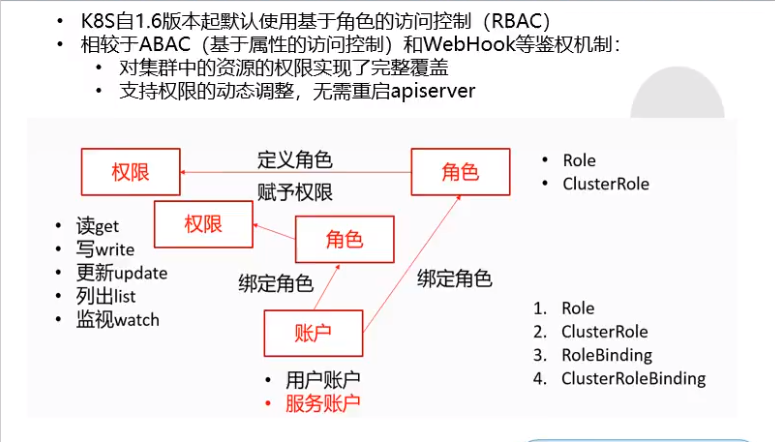 • K8S自1.6版本起默认使用基于角色的访问控制（RBAC）
• 相较于ABAC（基于属性的访问控制）和WebHook等鉴权机制：
• 对集群中的资源的权限实现了完整覆盖
• 支持权限的动态调整，无需重启apiserver
权限
定义角色
角色
赋予权限
• Role
• ClusterRole
权限
角色
• 读get
• 写write
• 更新update
• 列出list
• 监视watch
绑定角色
绑定角色
账户
• 用户账户
• 服务账户
1. Role
2. ClusterRole
3. RoleBinding
4. ClusterRoleBinding